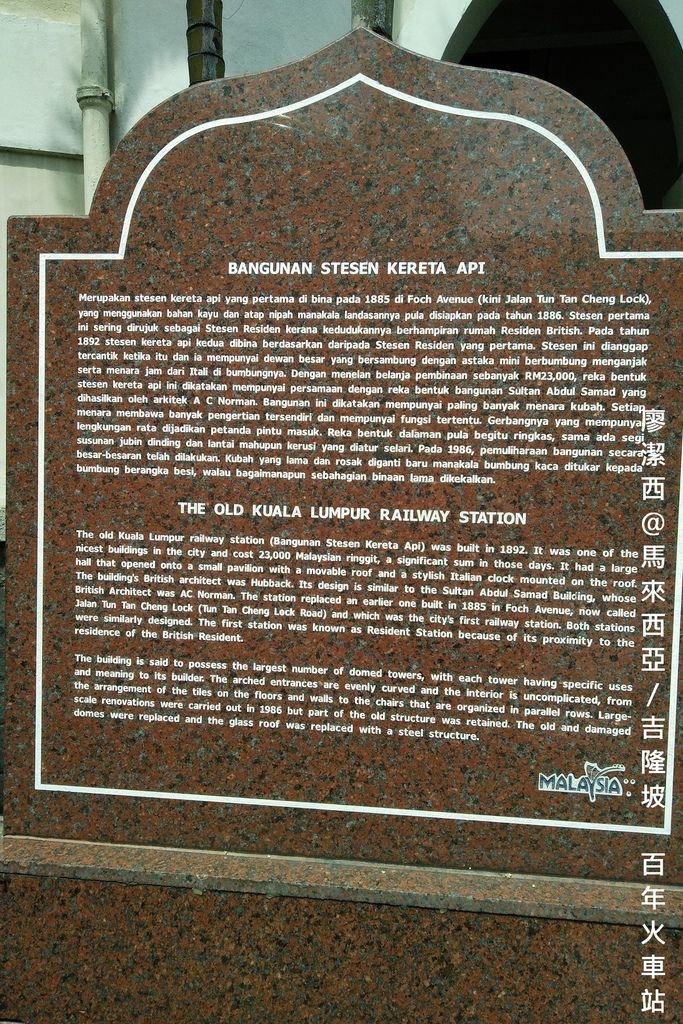 BANGUNAN STESEN KERETA API
Merupakan stesen kereta api yang pertama di bina pada 1885 di Foch Avenue (kini Jalan Tun Tan Cheng Lock),
yang menggunakan bahan kayu dan atap nipah manakala landasannya pula disiapkan pada tahun 1886. Stesen pertama
ini sering dirujuk sebagai Stesen Residen kerana kedudukannya berhampiran rumah Residen British. Pada tahun
1892 stesen kereta api kedua dibina berdasarkan daripada Stesen Residen yang pertama. Stesen ini dianggap
tercantik ketika itu dan ia mempunyai dewan besar yang bersambung dengan astaka mini berbumbung menganjak
serta menara jam dari Itali di bumbungnya. Dengan menelan belanja pembinaan sebanyak RM23,000, reka bentuk
stesen kereta api ini dikatakan mempunyai persamaan dengan reka bentuk bangunan Sultan Abdul Samad yang
dihasilkan oleh arkitek A C Norman. Bangunan ini dikatakan mempunyai paling banyak menara kubah. Setiap
menara membawa banyak pengertian tersendiri dan mempunyai fungsi tertentu. Gerbangnya yang mempunyai
lengkungan rata dijadikan petanda pintu masuk. Reka bentuk dalaman pula begitu ringkas, sama ada segi
susunan jubin dinding dan lantai mahupun kerusi yang diatur selari. Pada 1986, pemuliharaan bangunan secara
besar-besaran telah dilakukan. Kubah yang lama dan rosak diganti baru manakala bumbung kaca ditukar kepada
bumbung berangka besi, walau bagaimanapun sebahagian binaan lama dikekalkan.
THE OLD KUALA LUMPUR RAILWAY STATION
The old Kuala Lumpur railway station (Bangunan Stesen Kereta Api) was built in 1892. It was one of the
nicest buildings in the city and cost 23,000 Malaysian ringgit, a significant sum in those days. It had a large
hall that opened onto a small pavilion with a movable roof and a stylish Italian clock mounted on the roof.
The building's British architect was Hubback. Its design is similar to the Sultan Abdul Samad Building, whose
British Architect was AC Norman. The station replaced an earlier one built in 1885 in Foch Avenue, now called
Jalan Tun Tan Cheng Lock (Tun Tan Cheng Lock Road) and which was the city's first railway station. Both stations
were similarly designed. The first station was known as Resident Station because of its proximity to the
residence of the British Resident.
The building is said to possess the largest number of domed towers, with each tower having specific uses
and meaning to its builder. The arched entrances are evenly curved and the interior is uncomplicated, from
the arrangement of the tiles on the floors and walls to the chairs that are organized in parallel rows. Large-
scale renovations were carried out in 1986 but part of the old structure was retained. The old and damaged
domes were replaced and the glass roof was replaced with a steel structure.
MALAYSIA
廖潔西@馬來西亞/吉隆坡 百年火車站